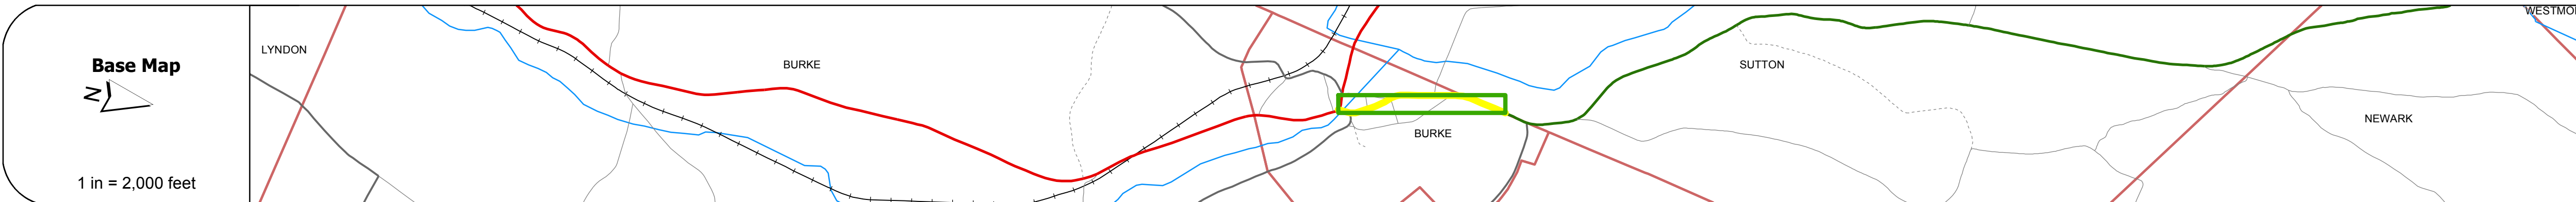 Base Map
N
1 in = 2,000 feet
LYNDON
BURKE
BURKE
SUTTON
NEWARK